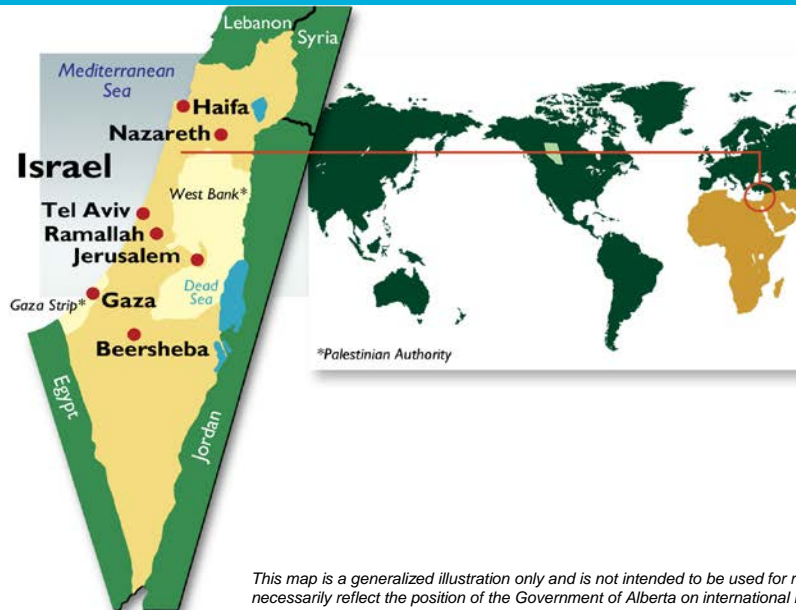 Lebanon
Syria
Mediterranean
Sea
Haifa
Nazareth
Israel
West Bank*
Tel Aviv
Ramallah
Jerusalem
Dead
Sea
Gaza Strip*
Gaza
Beersheba
Egypt
Jordan
*Palestinian Authority
This map is a generalized illustration only and is not intended to be used for
necessarily reflect the position of the Government of Alberta on international